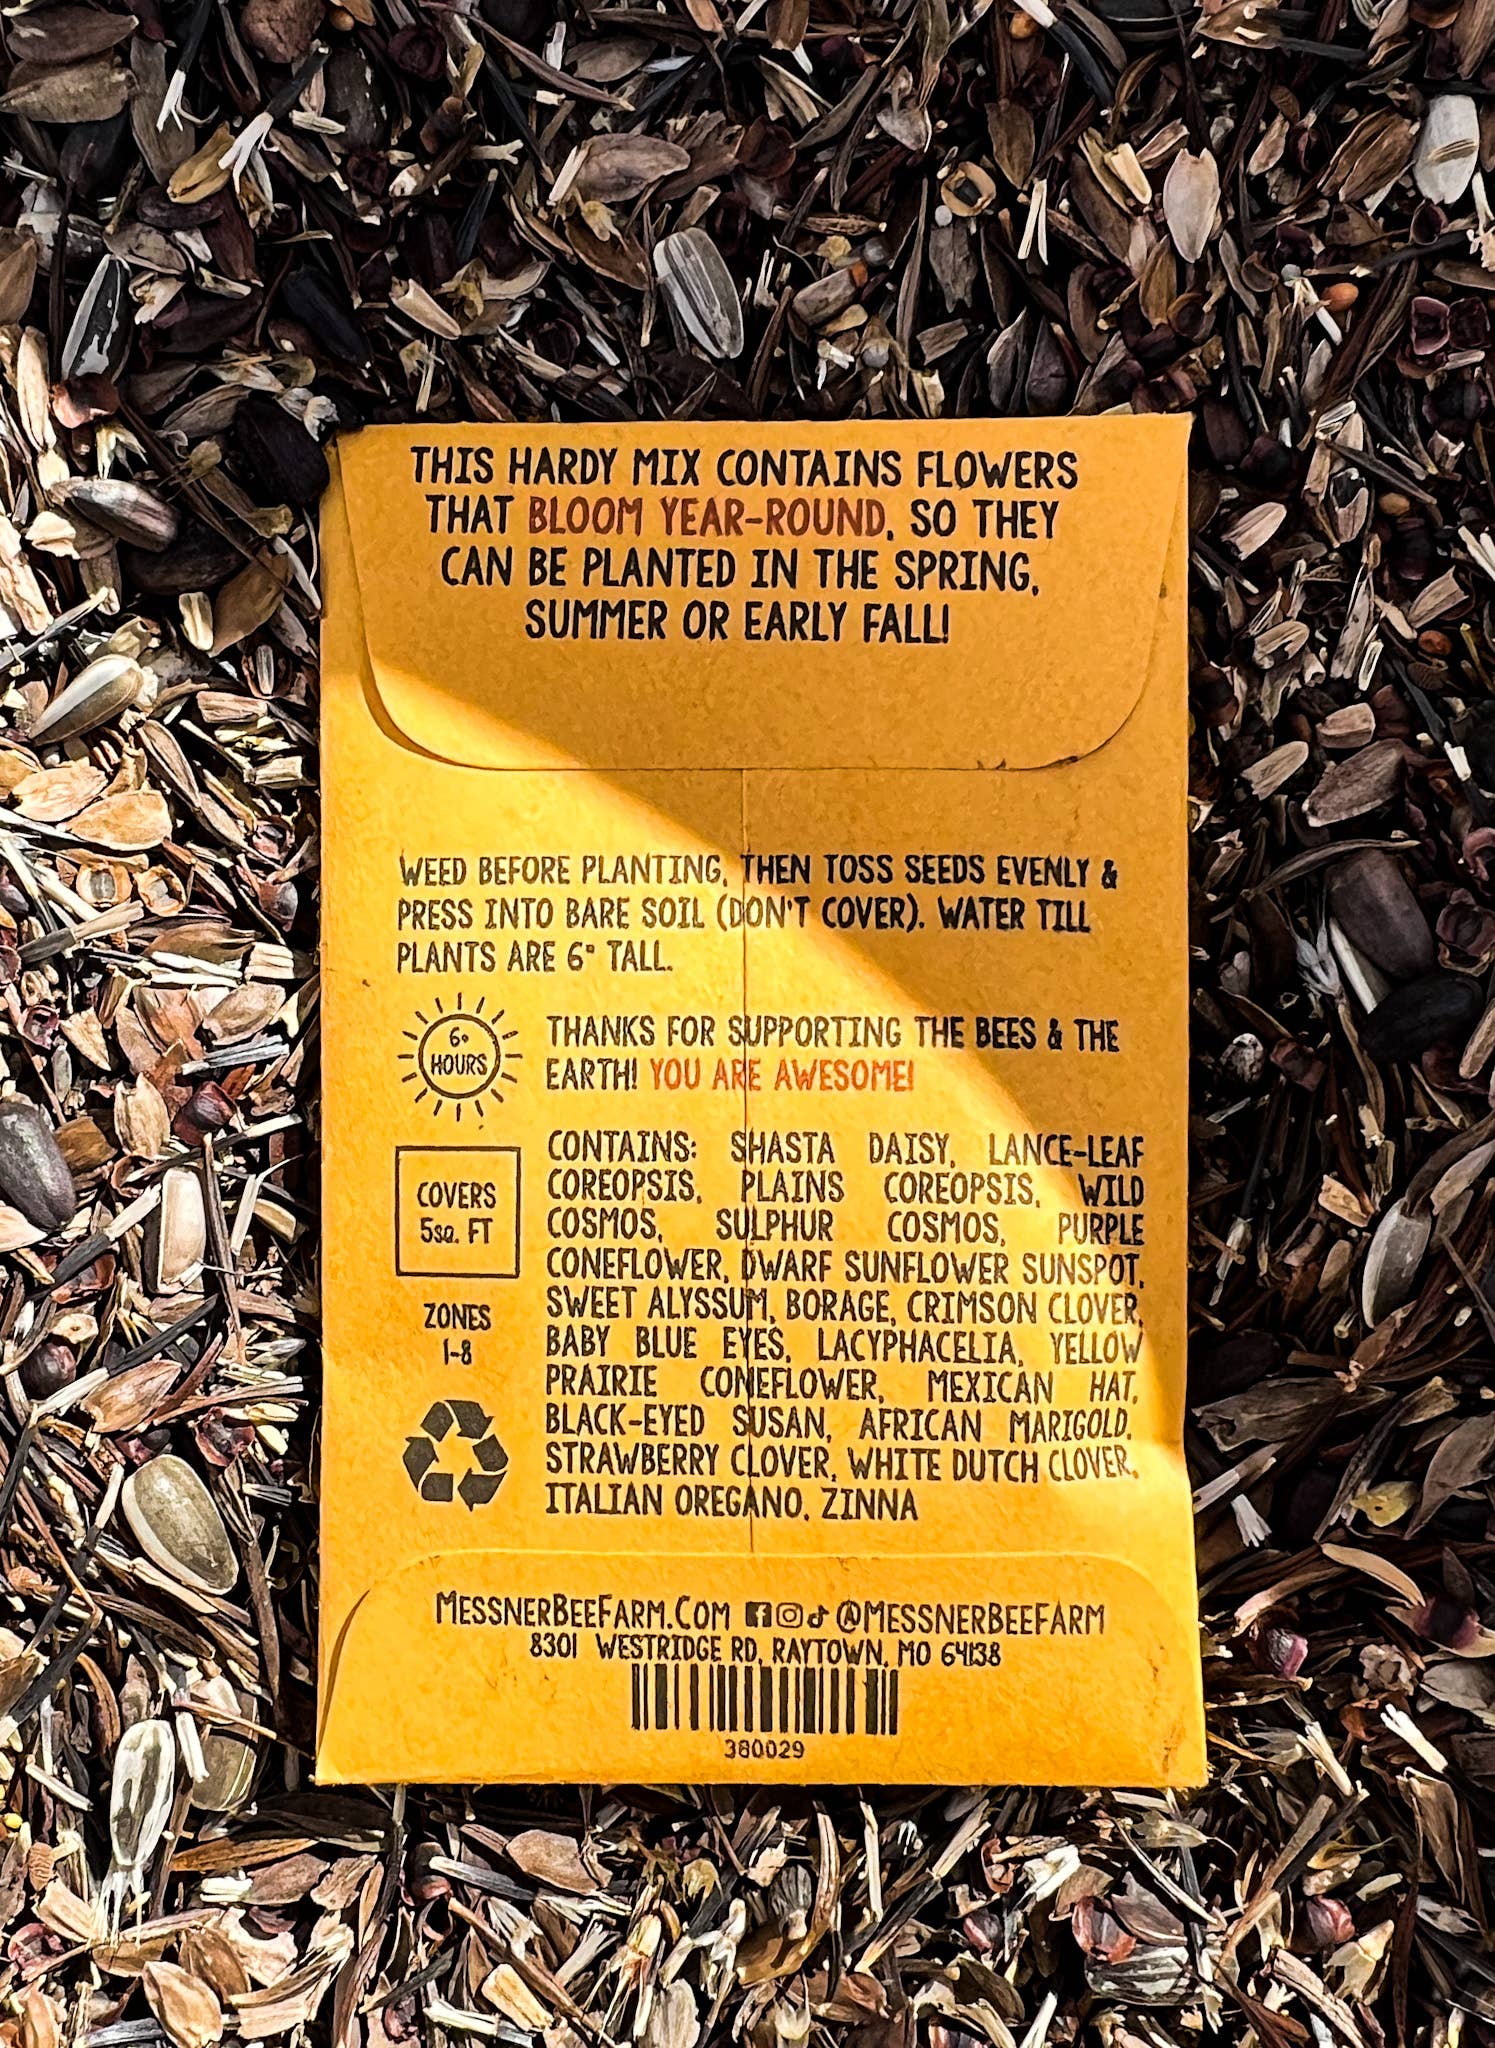 THIS HARDY MIX CONTAINS FLOWERS
THAT BLOOM YEAR-ROUND, SO THEY
CAN BE PLANTED IN THE SPRING,
SUMMER OR EARLY FALL!
WEED BEFORE PLANTING, THEN TOSS SEEDS EVENLY &
PRESS INTO BARE SOIL (DON'T COVER). WATER TILL
PLANTS ARE 6" TALL.
6+
HOURS
THANKS FOR SUPPORTING THE BEES & THE
EARTH! YOU ARE AWESOME!
COVERS
5SQ. FT
ZONES
1-8
CONTAINS: SHASTA DAISY, LANCE-LEAF
COREOPSIS, PLAINS COREOPSIS, WILD
COSMOS, SULPHUR COSMOS, PURPLE
CONEFLOWER, DWARF SUNFLOWER SUNSPOT,
SWEET ALYSSUM, BORAGE, CRIMSON CLOVER,
BABY BLUE EYES, LACYPHACELIA, YELLOW
PRAIRIE CONEFLOWER, MEXICAN HAT,
BLACK-EYED SUSAN, AFRICAN MARIGOLD,
STRAWBERRY CLOVER, WHITE DUTCH CLOVER,
ITALIAN OREGANO, ZINNA
MESSNERBEEFARM.COM @MESSNERBEEFARM
8301 WESTRIDGE RD, RAYTOWN, MO 64138
380029